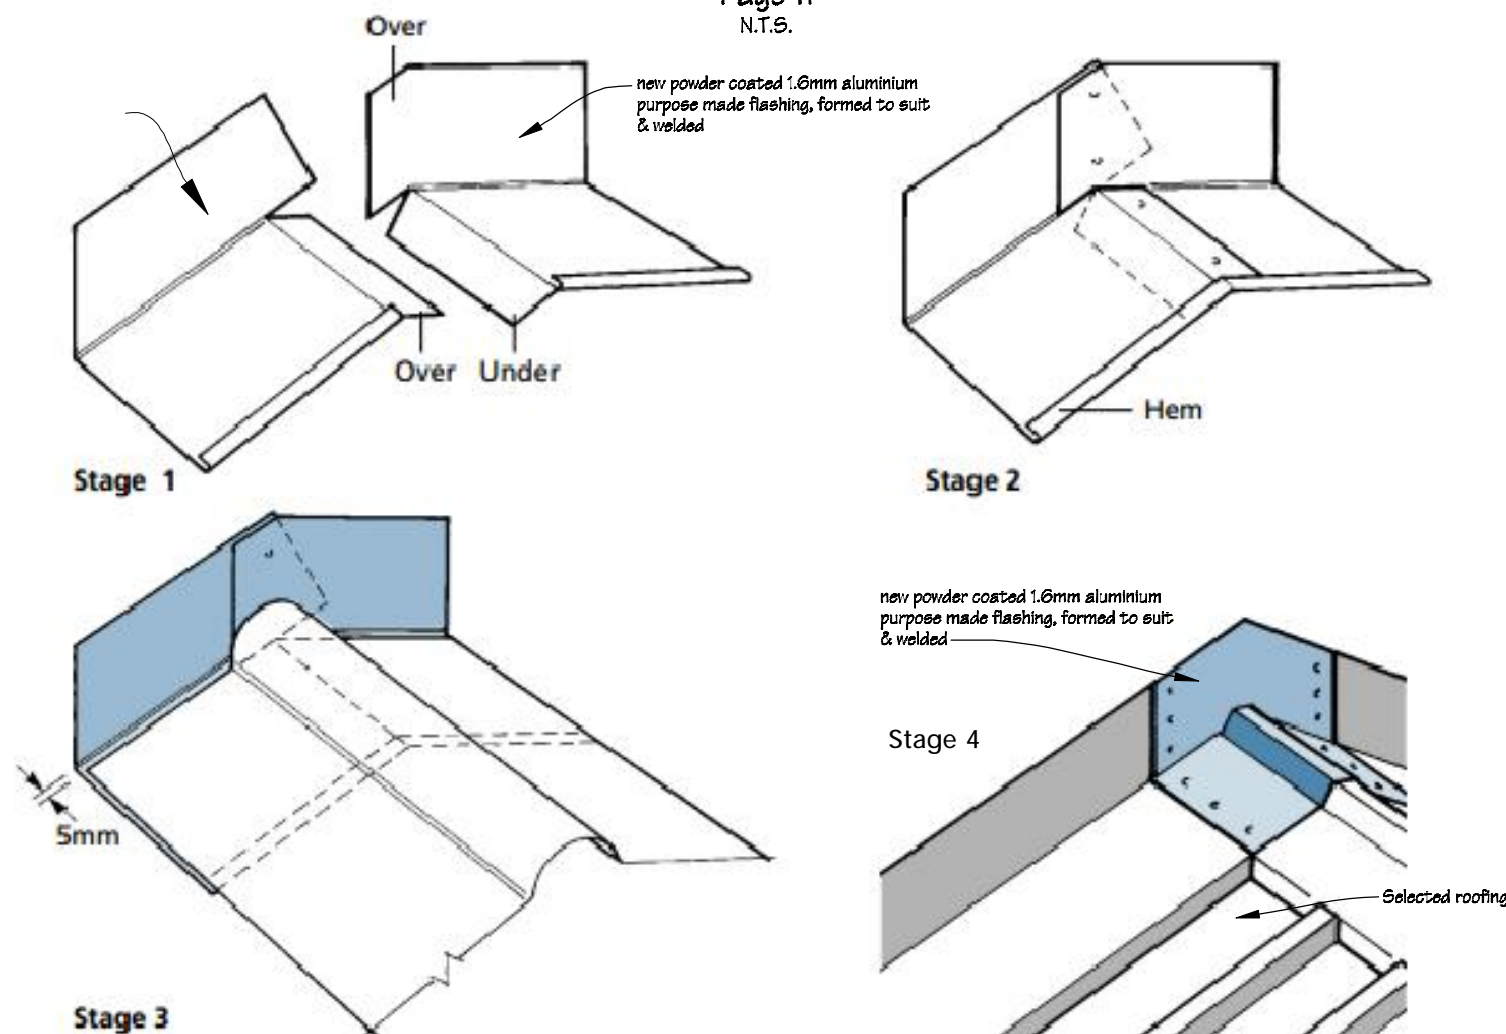 N.T.S.
Over
new powder coated 1.6mm aluminium
purpose made flashing, formed to suit
& welded
Over
Under
Hem
Stage 1
Stage 2
new powder coated 1.6mm aluminium
purpose made flashing, formed to suit
& welded
Stage 4
5mm
Selected roofing
Stage 3